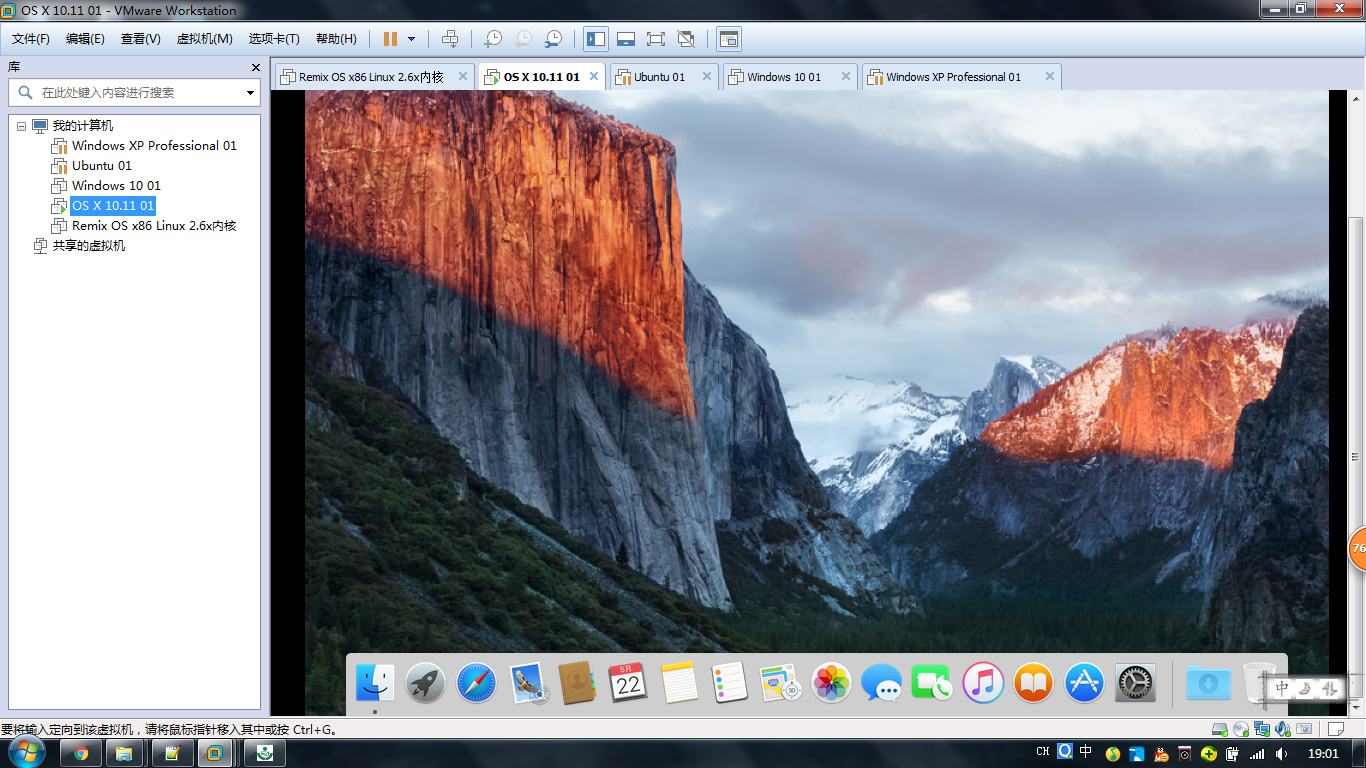 OS X 10.11 01 - VMware Workstation
文件(F) 编辑(E) 查看(V) 虚拟机(M) 选项卡(T) 帮助(H)
库
在此处键入内容进行搜索
我的计算机
Windows XP Professional 01
Ubuntu 01
Windows 10 01
OS X 10.11 01
Remix OS x86 Linux 2.6x内核
共享的虚拟机
Remix OS x86 Linux 2.6x内核 OS X 10.11 01 Ubuntu 01 Windows 10 01 Windows XP Professional 01
76
5月
22
3D
中
要将输入定向到该虚拟机，请将鼠标指针移入其中或按 Ctrl+G。
CH 中 19:01